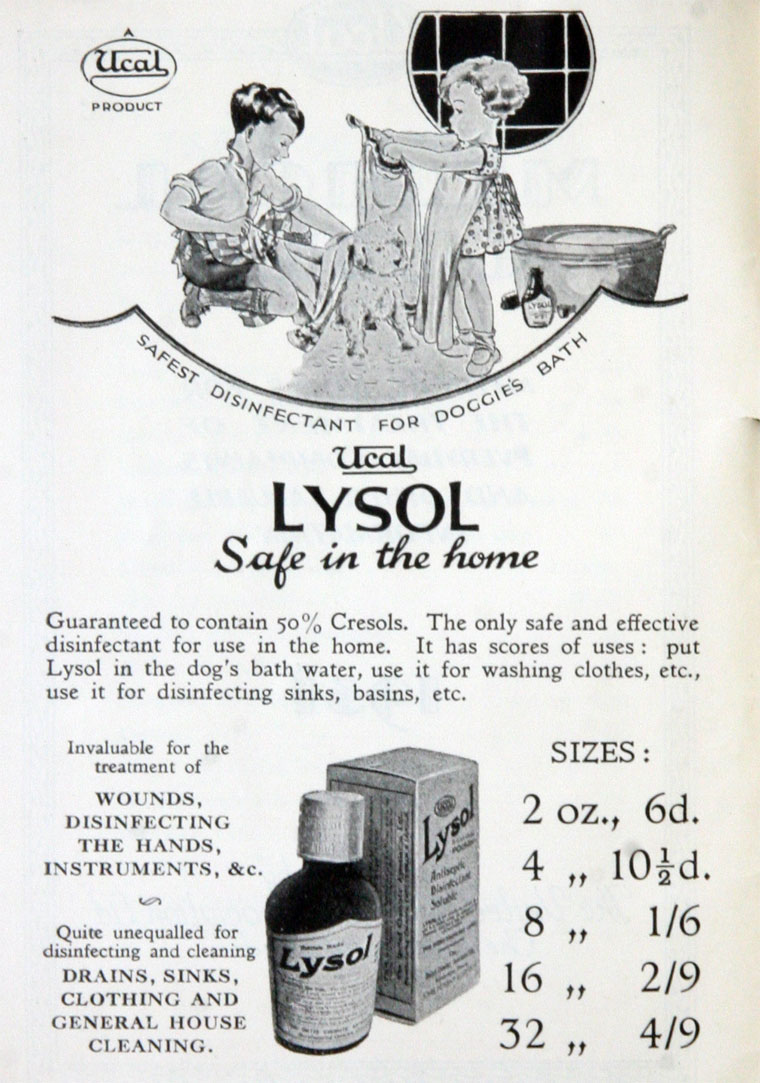 A
Ucal
PRODUCT
LYSOL
SAFEST DISINFECTANT FOR DOGGIE'S BATH
Ucal
LYSOL
Safe in the home
Guaranteed to contain 50% Cresols. The only safe and effective
disinfectant for use in the home. It has scores of uses : put
Lysol in the dog's bath water, use it for washing clothes, etc.,
use it for disinfecting sinks, basins, etc.
Invaluable for the
treatment of
WOUNDS,
DISINFECTING
THE HANDS,
INSTRUMENTS, &c.
Quite unequalled for
disinfecting and cleaning
DRAINS, SINKS,
CLOTHING AND
GENERAL HOUSE
CLEANING.
Lysol
Ucal
Lysol
Antiseptic
Disinfectant
Soluble
SIZES :
2 oz., 6d.
4 ,, 10½d.
8 ,, 1/6
16 ,, 2/9
32 ,, 4/9